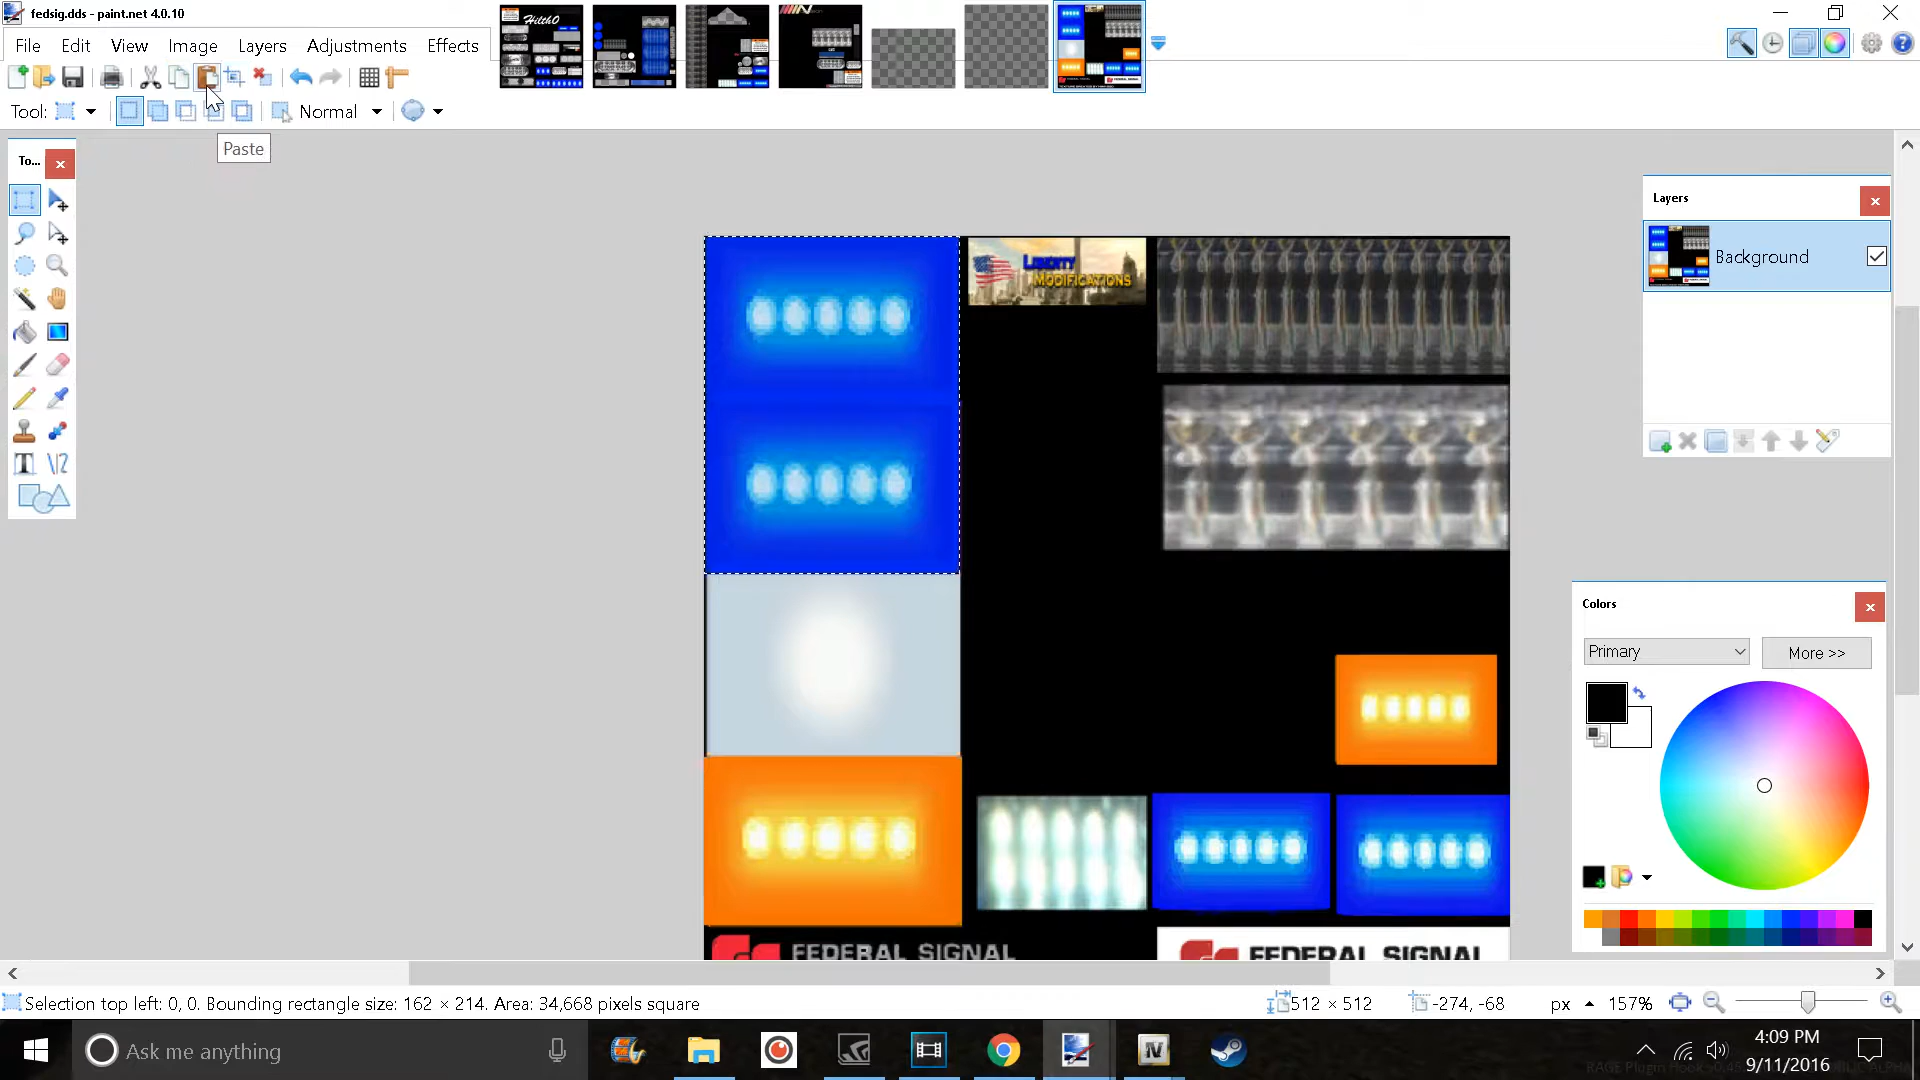 fedsig.dds - paint.net 4.0.10
File Edit View Image Layers Adjustments Effects
Hilth0
Tool: Normal
Paste
To...
Layers
Background
LIBERTY
MODIFICATIONS
Colors
Primary
More >>
FEDERAL SIGNAL
FEDERAL SIGNAL
Selection top left: 0, 0. Bounding rectangle size: 162 × 214. Area: 34,668 pixels square
512 × 512
-274, -68
px
157%
Ask me anything
4:09 PM
9/11/2016